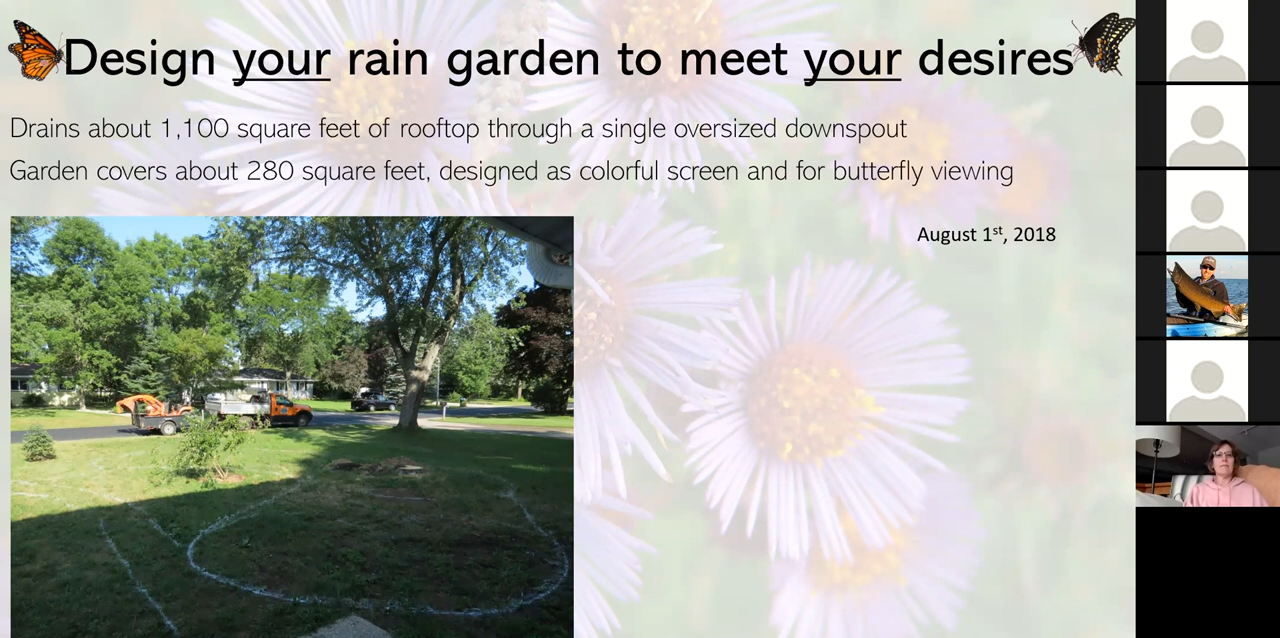 Design your rain garden to meet your desires
Drains about 1,100 square feet of rooftop through a single oversized downspout
Garden covers about 280 square feet, designed as colorful screen and for butterfly viewing
August 1st, 2018